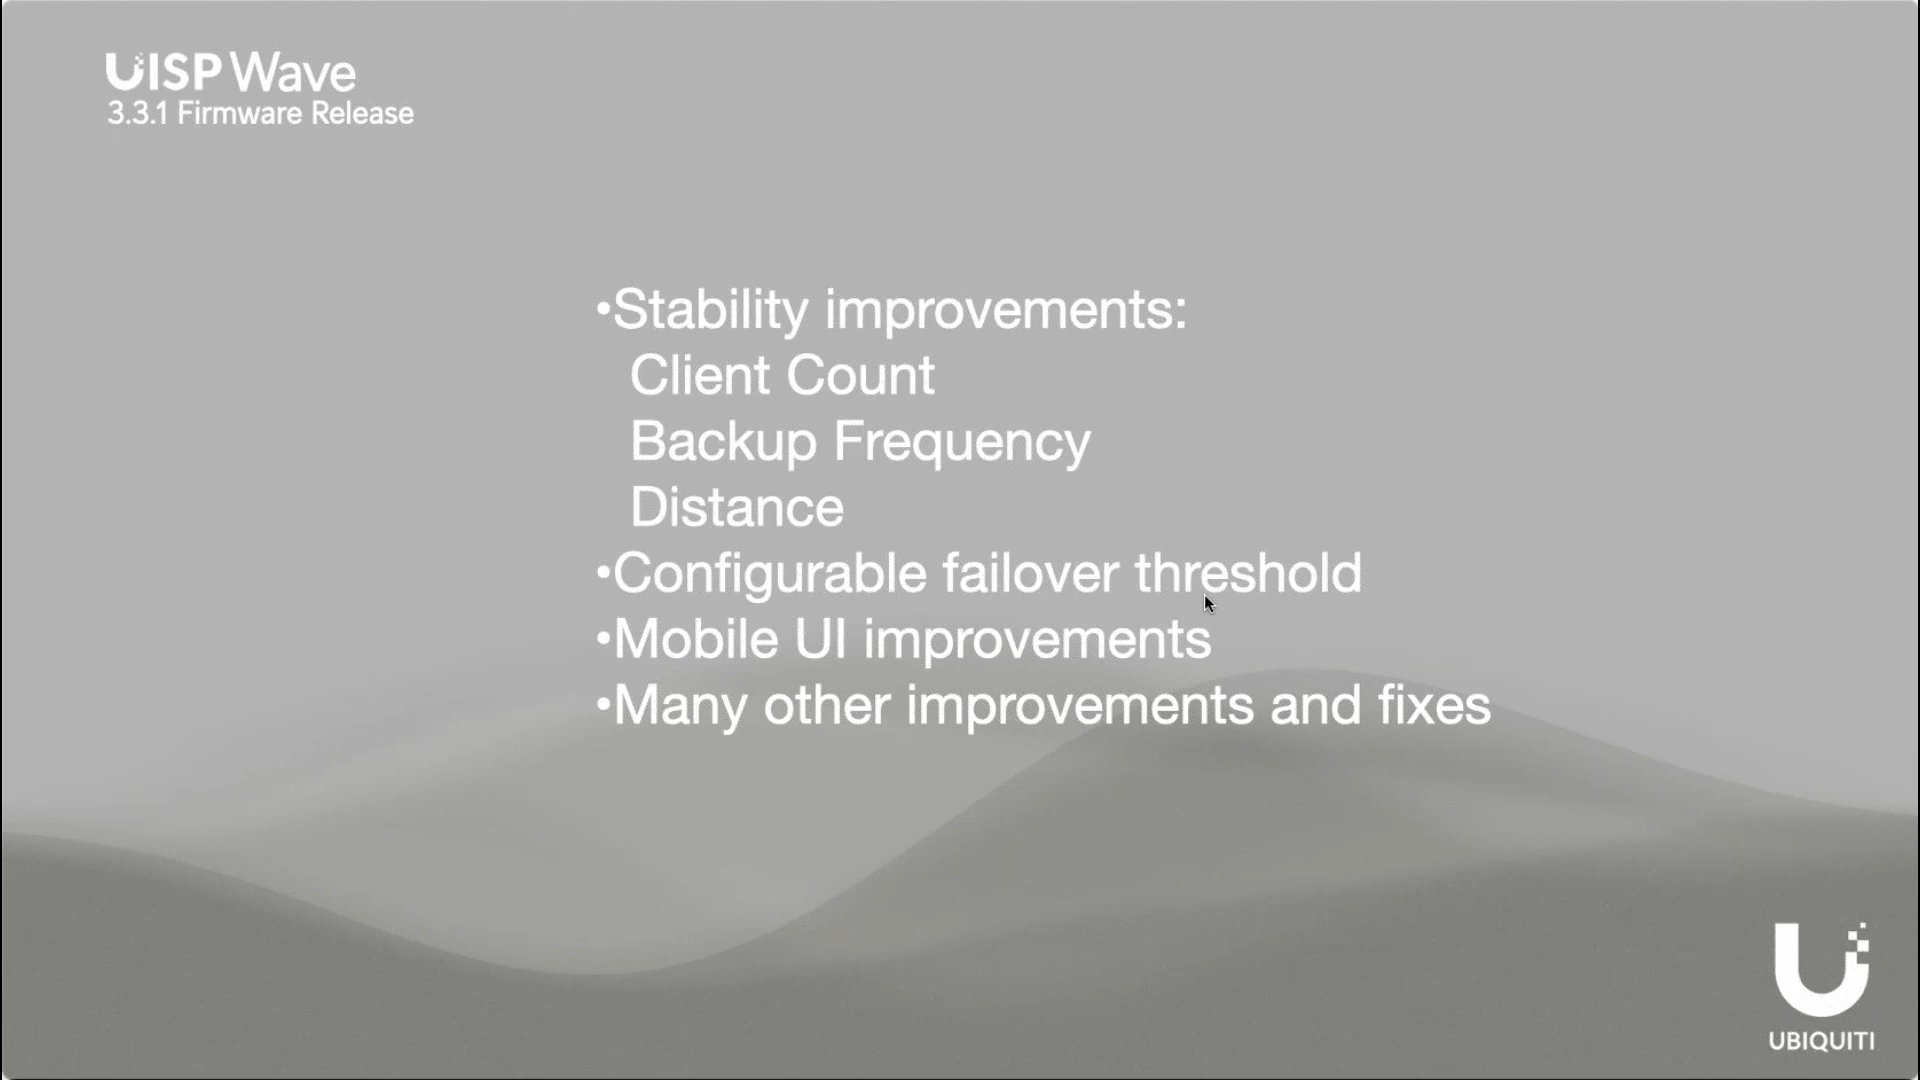 UISP Wave
3.3.1 Firmware Release
•Stability improvements:
Client Count
Backup Frequency
Distance
•Configurable failover threshold
•Mobile UI improvements
•Many other improvements and fixes
UBIQUITI